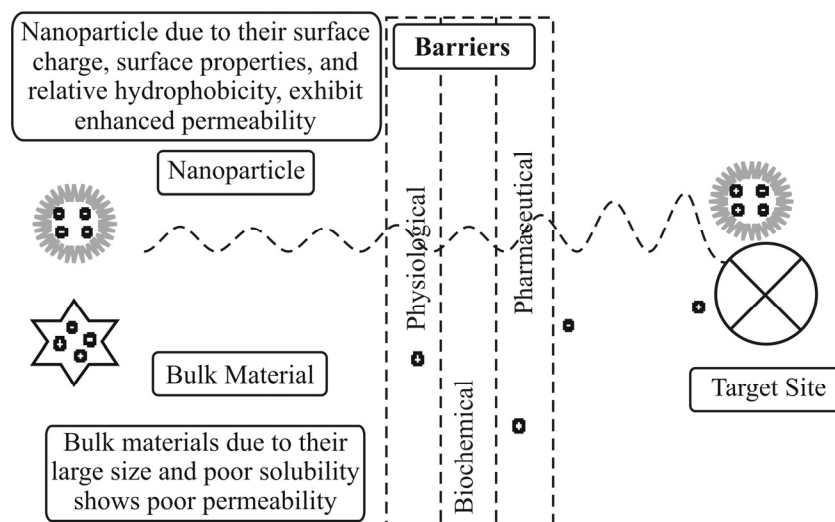 Nanoparticle due to their surface
charge, surface properties, and
relative hydrophobicity, exhibit
enhanced permeability
Barriers
Nanoparticle
Physiological
Biochemical
Pharmaceutical
Bulk Material
Target Site
Bulk materials due to their
large size and poor solubility
shows poor permeability